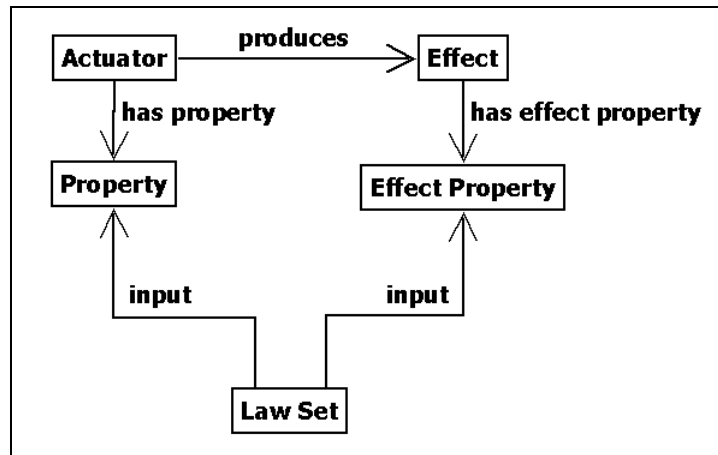 produces
Actuator
Effect
has property
has effect property
Property
Effect Property
input
input
Law Set